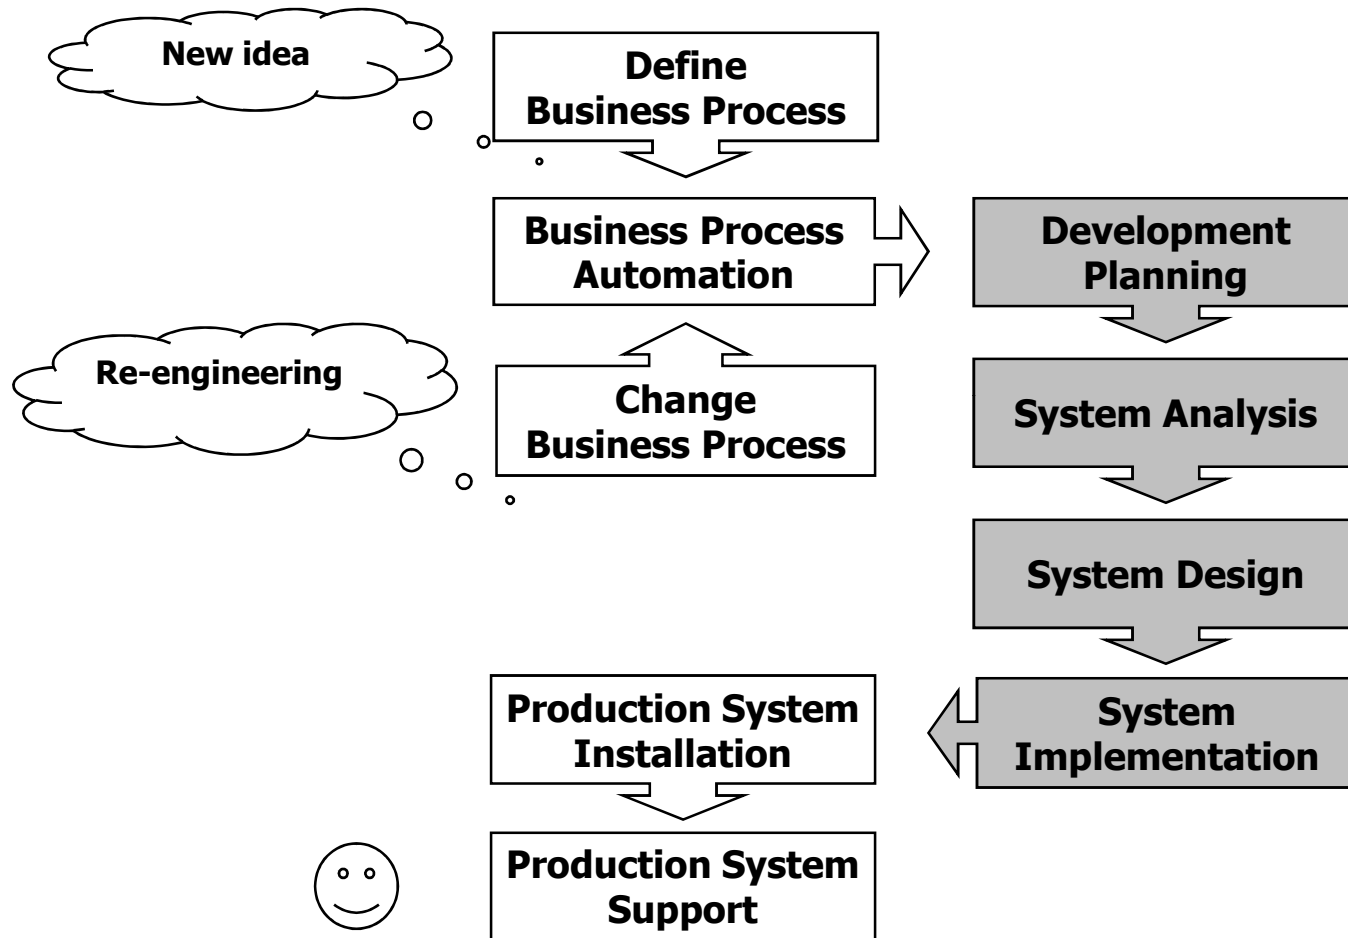 New idea
Define
Business Process
Business Process
Automation
Development
Planning
Re-engineering
Change
Business Process
System Analysis
System Design
Production System
Installation
System
Implementation
Production System
Support